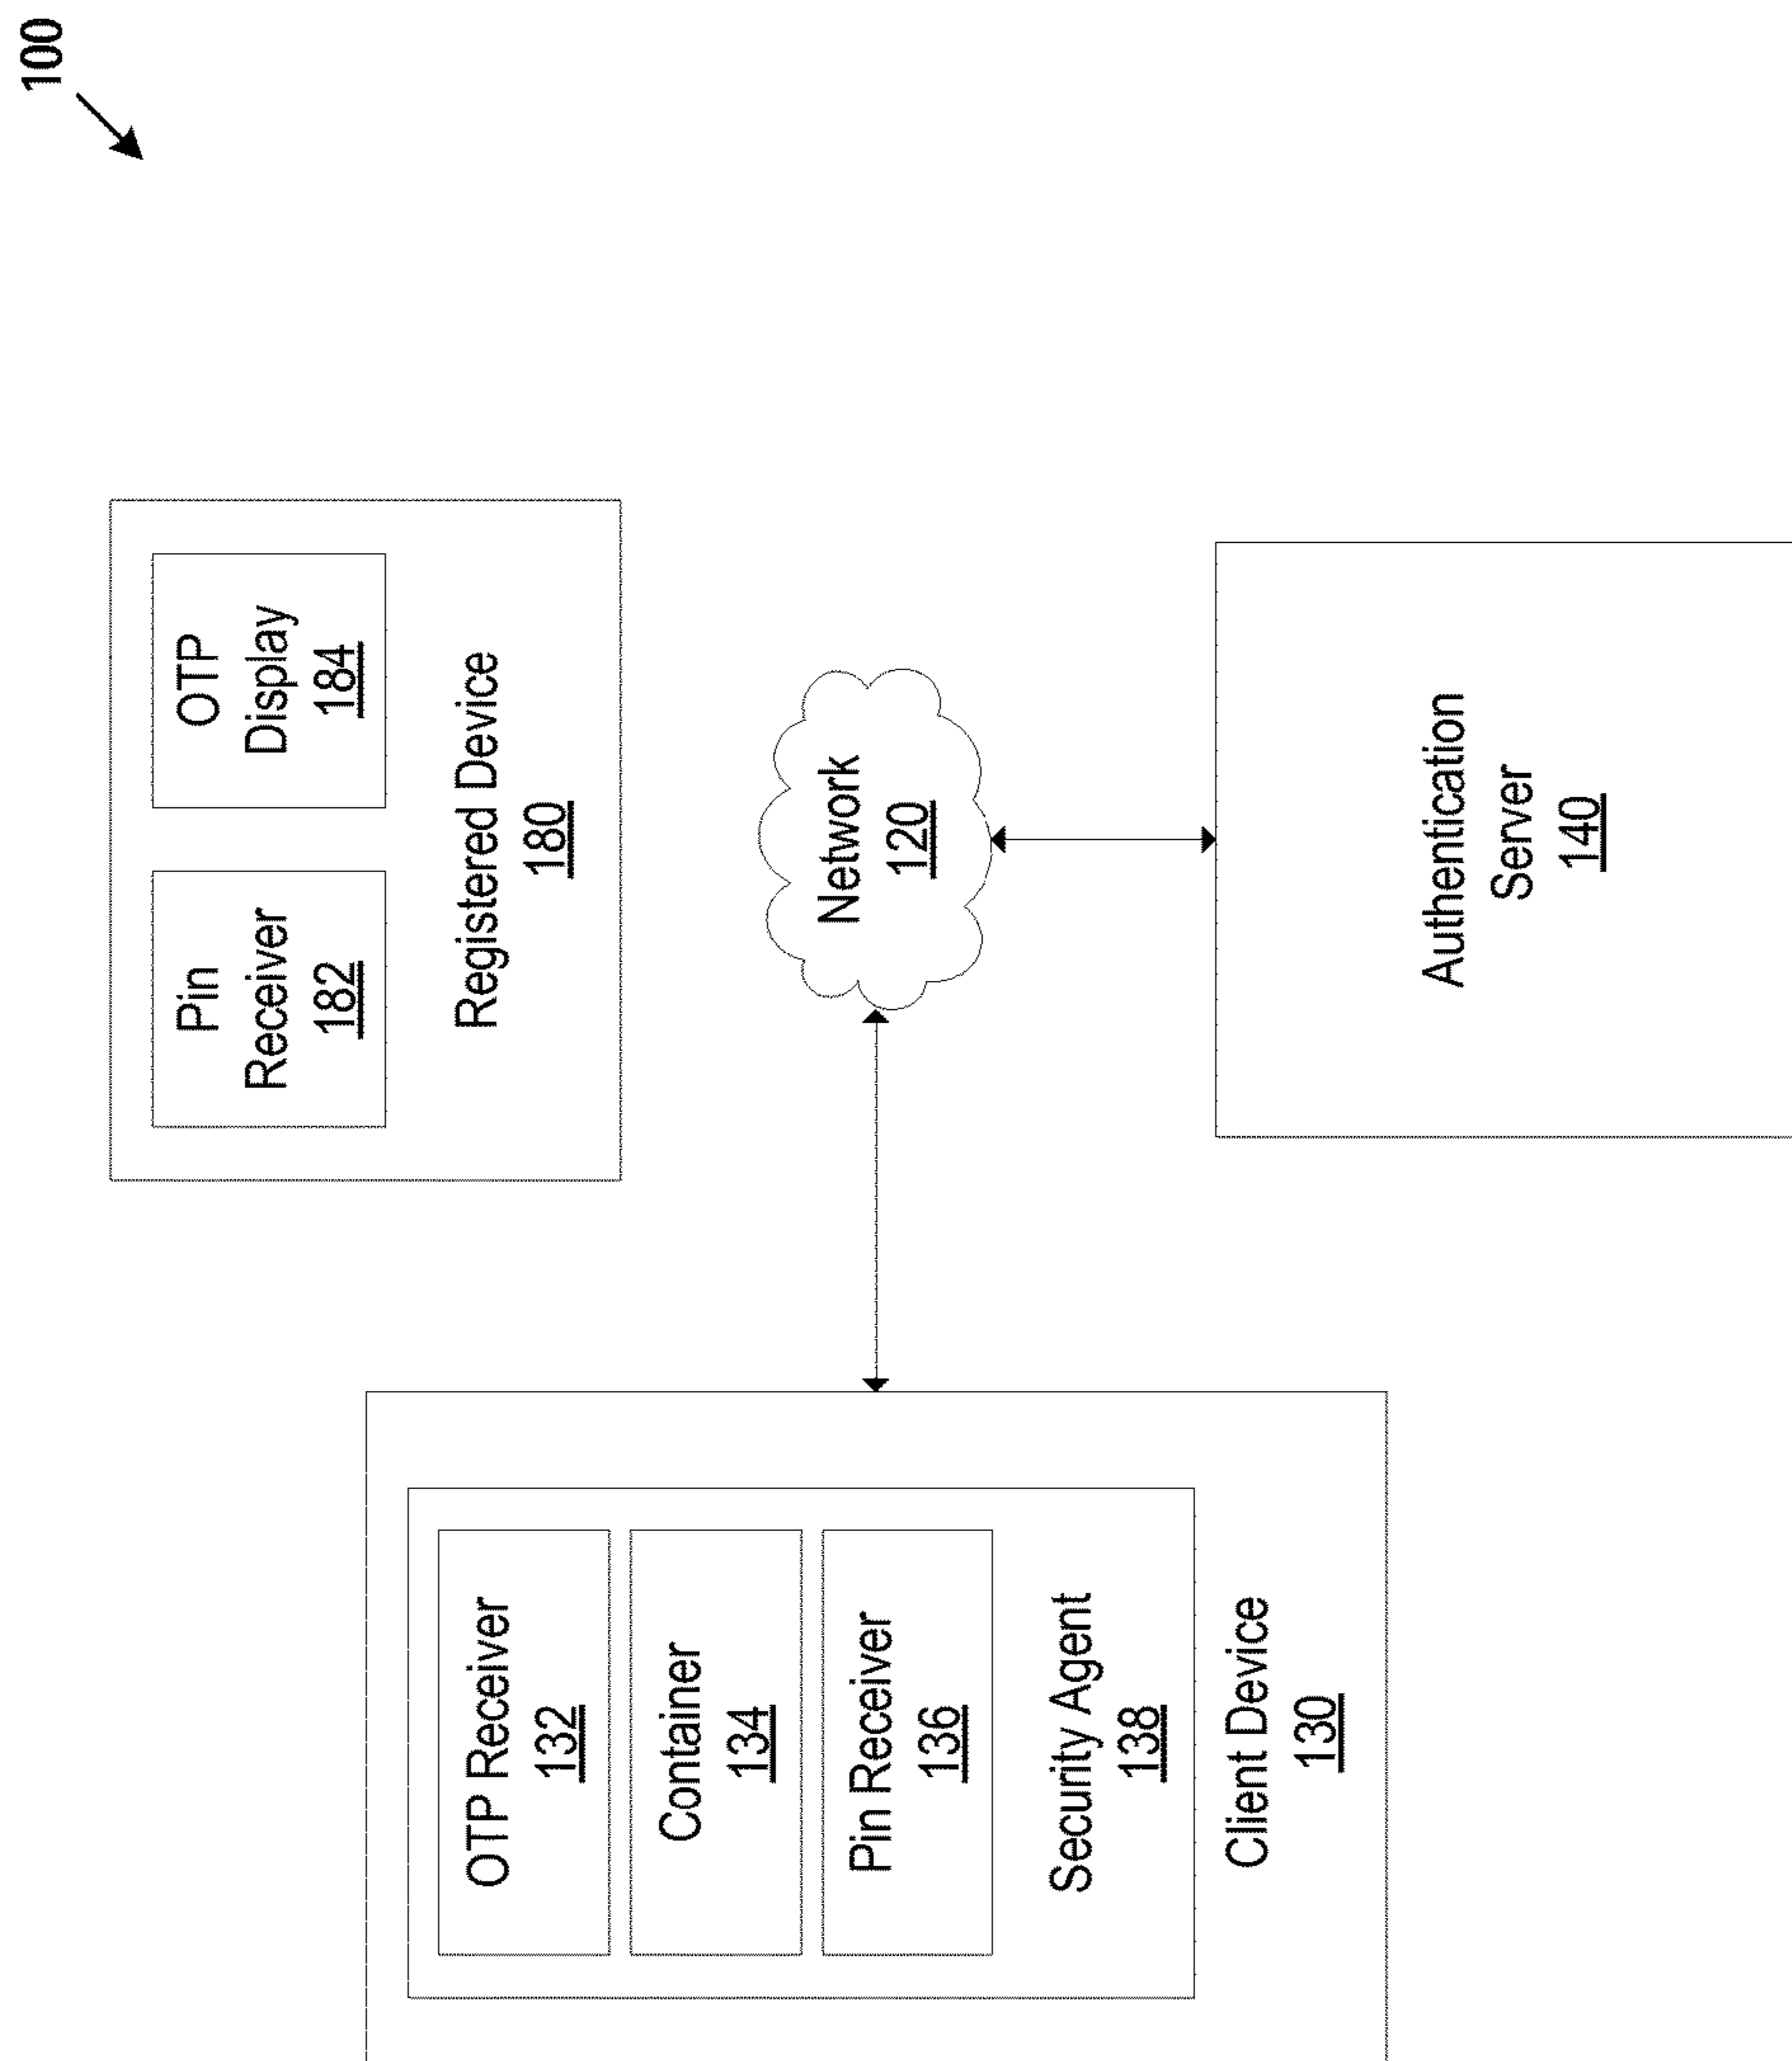 100
Pin
Receiver
182
OTP
Display
184
Registered Device
180
OTP Receiver
132
Container
134
Pin Receiver
136
Security Agent
138
Client Device
130
Network
120
Authentication
Server
140